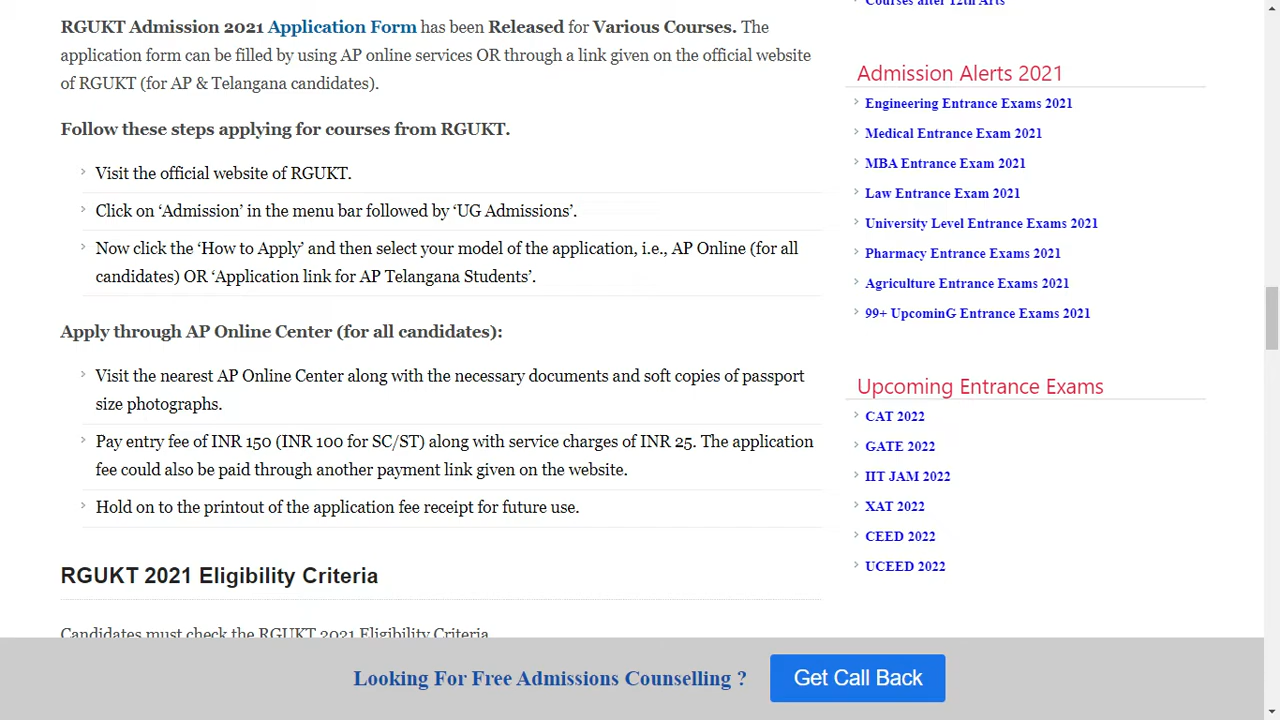 RGUKT Admission 2021 Application Form has been Released for Various Courses. The
application form can be filled by using AP online services OR through a link given on the official website
of RGUKT (for AP & Telangana candidates).
Follow these steps applying for courses from RGUKT.
Visit the official website of RGUKT.
Click on ‘Admission’ in the menu bar followed by ‘UG Admissions’.
Now click the ‘How to Apply’ and then select your model of the application, i.e., AP Online (for all
candidates) OR ‘Application link for AP Telangana Students’.
Apply through AP Online Center (for all candidates):
Visit the nearest AP Online Center along with the necessary documents and soft copies of passport
size photographs.
Pay entry fee of INR 150 (INR 100 for SC/ST) along with service charges of INR 25. The application
fee could also be paid through another payment link given on the website.
Hold on to the printout of the application fee receipt for future use.
RGUKT 2021 Eligibility Criteria
Candidates must check the RGUKT 2021 Eligibility Criteria
Courses after 12th Arts
Admission Alerts 2021
Engineering Entrance Exams 2021
Medical Entrance Exam 2021
MBA Entrance Exam 2021
Law Entrance Exam 2021
University Level Entrance Exams 2021
Pharmacy Entrance Exams 2021
Agriculture Entrance Exams 2021
99+ UpcominG Entrance Exams 2021
Upcoming Entrance Exams
CAT 2022
GATE 2022
IIT JAM 2022
XAT 2022
CEED 2022
UCEED 2022
Looking For Free Admissions Counselling ?
Get Call Back